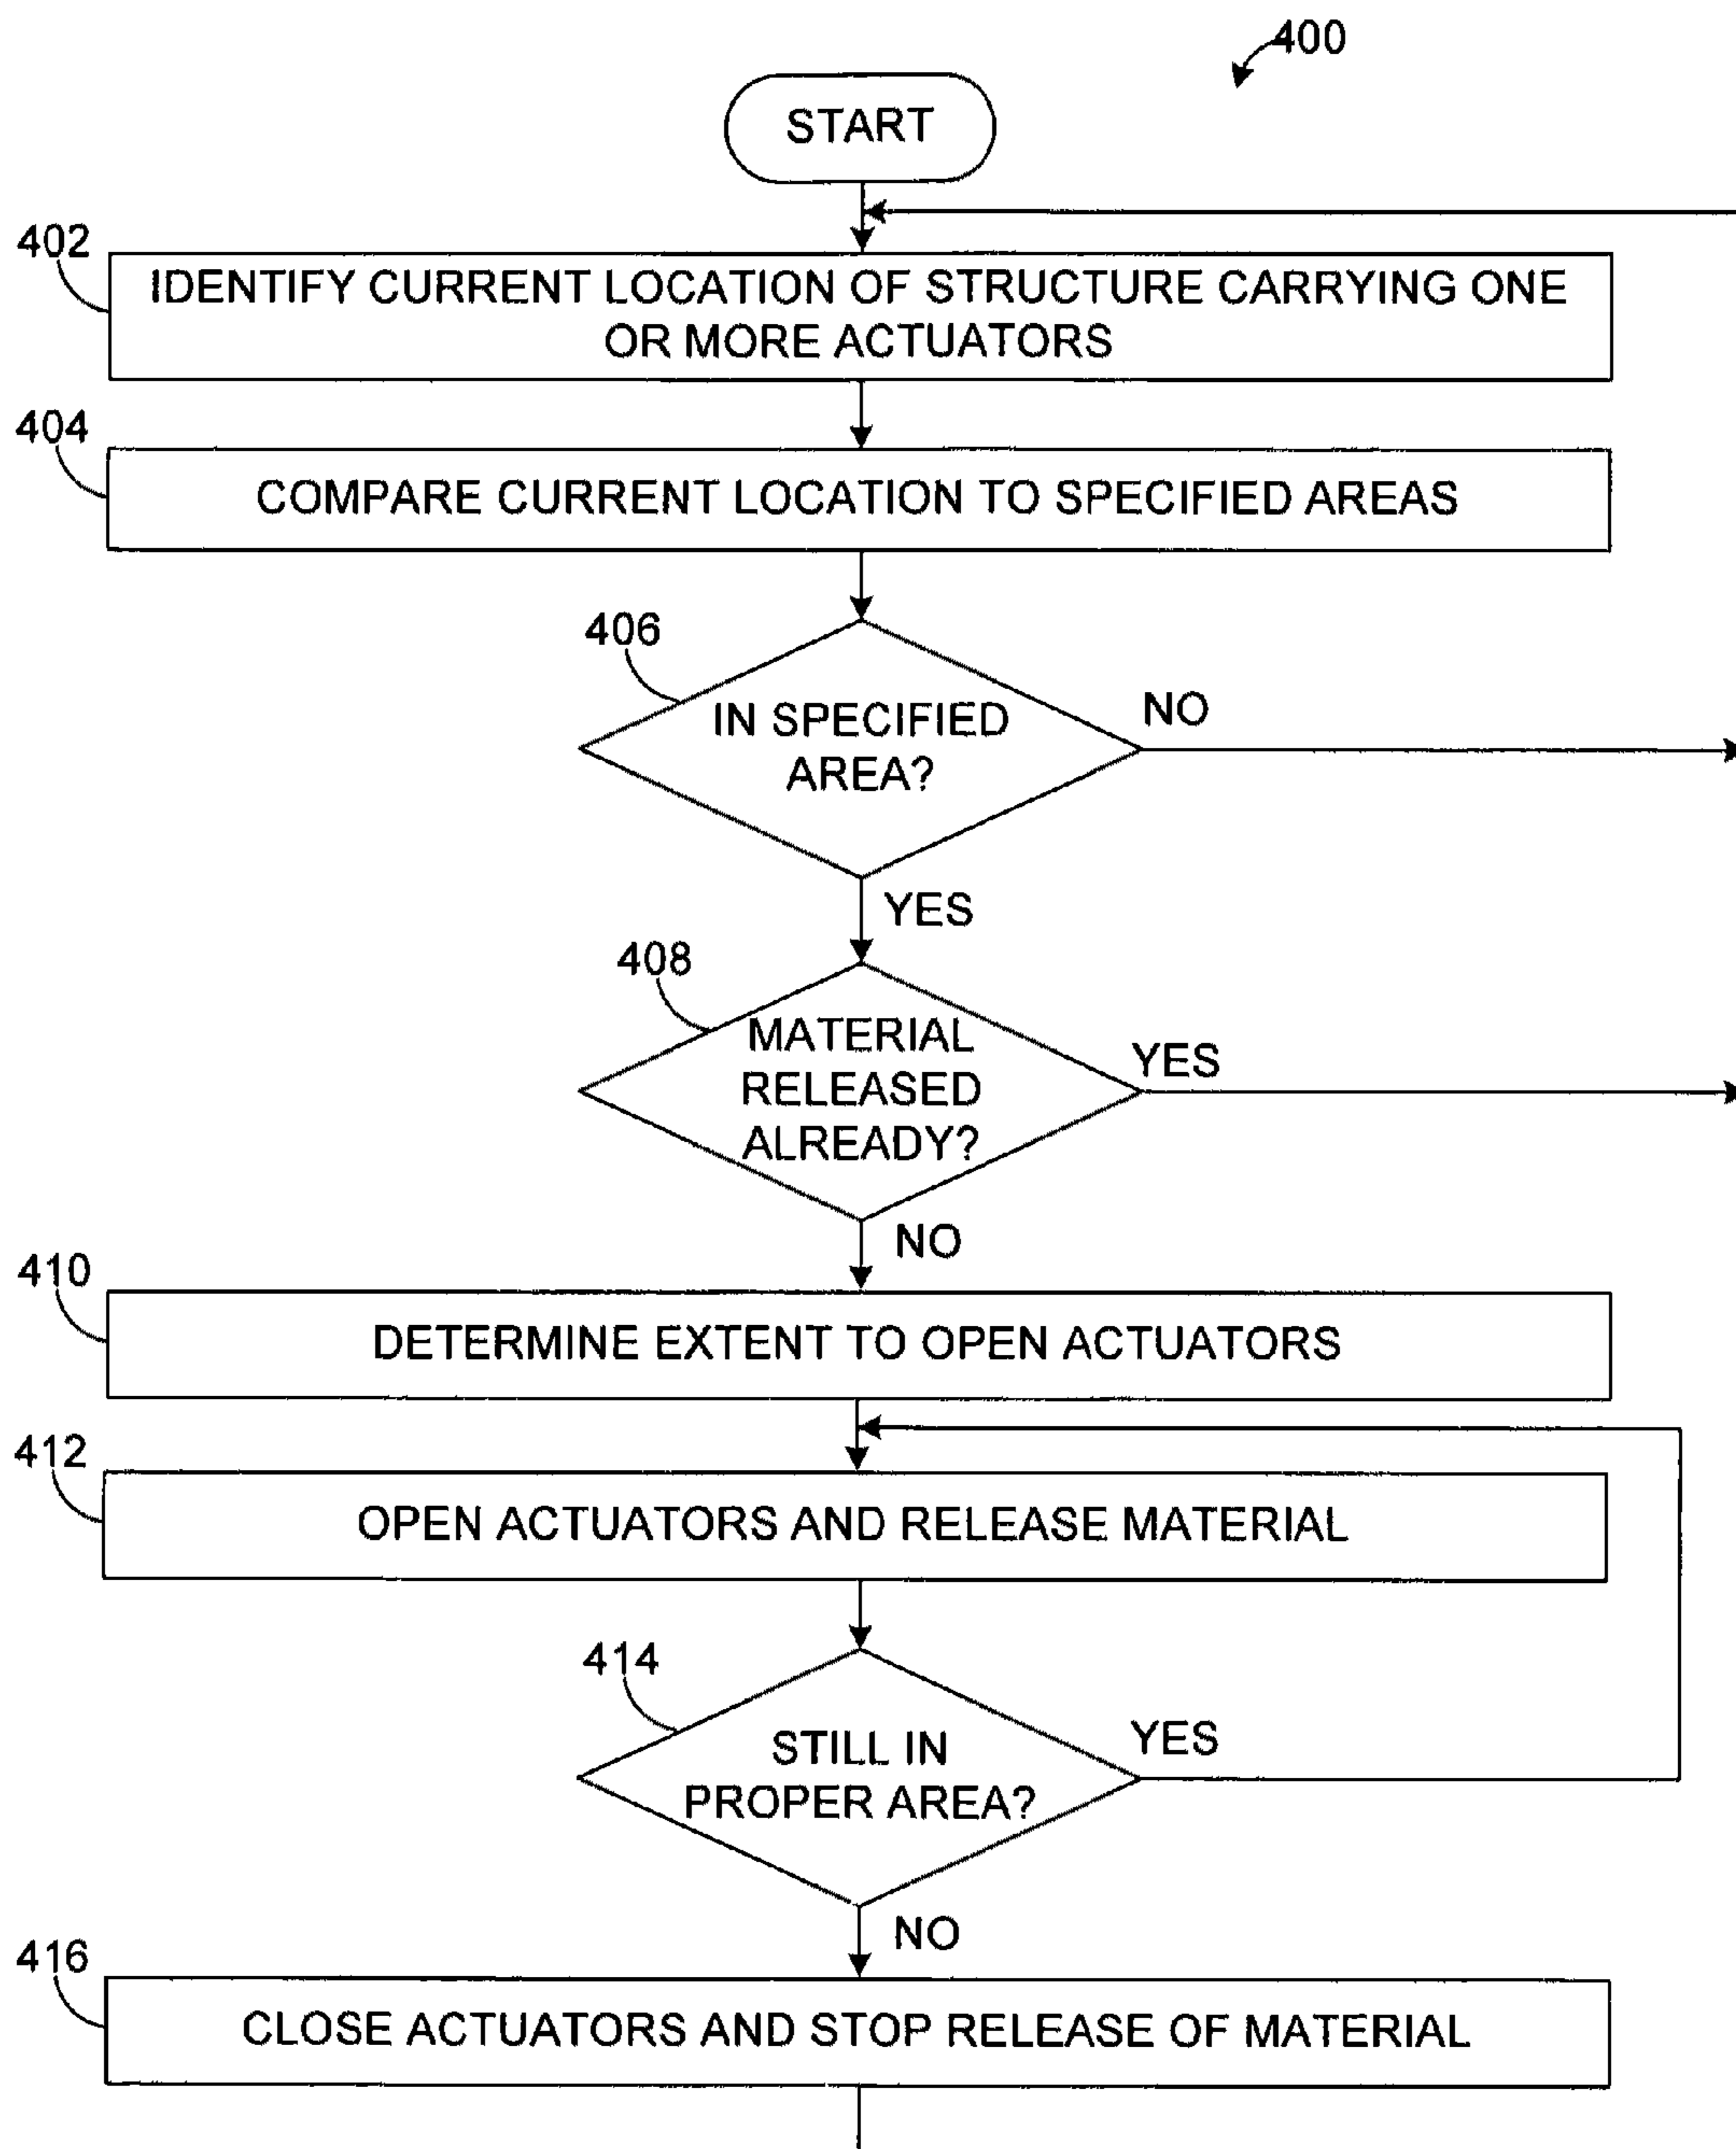 400
START
402
IDENTIFY CURRENT LOCATION OF STRUCTURE CARRYING ONE
OR MORE ACTUATORS
404
COMPARE CURRENT LOCATION TO SPECIFIED AREAS
406
IN SPECIFIED
AREA?
NO
YES
408
MATERIAL
RELEASED
ALREADY?
YES
NO
410
DETERMINE EXTENT TO OPEN ACTUATORS
412
OPEN ACTUATORS AND RELEASE MATERIAL
414
STILL IN
PROPER AREA?
YES
NO
416
CLOSE ACTUATORS AND STOP RELEASE OF MATERIAL